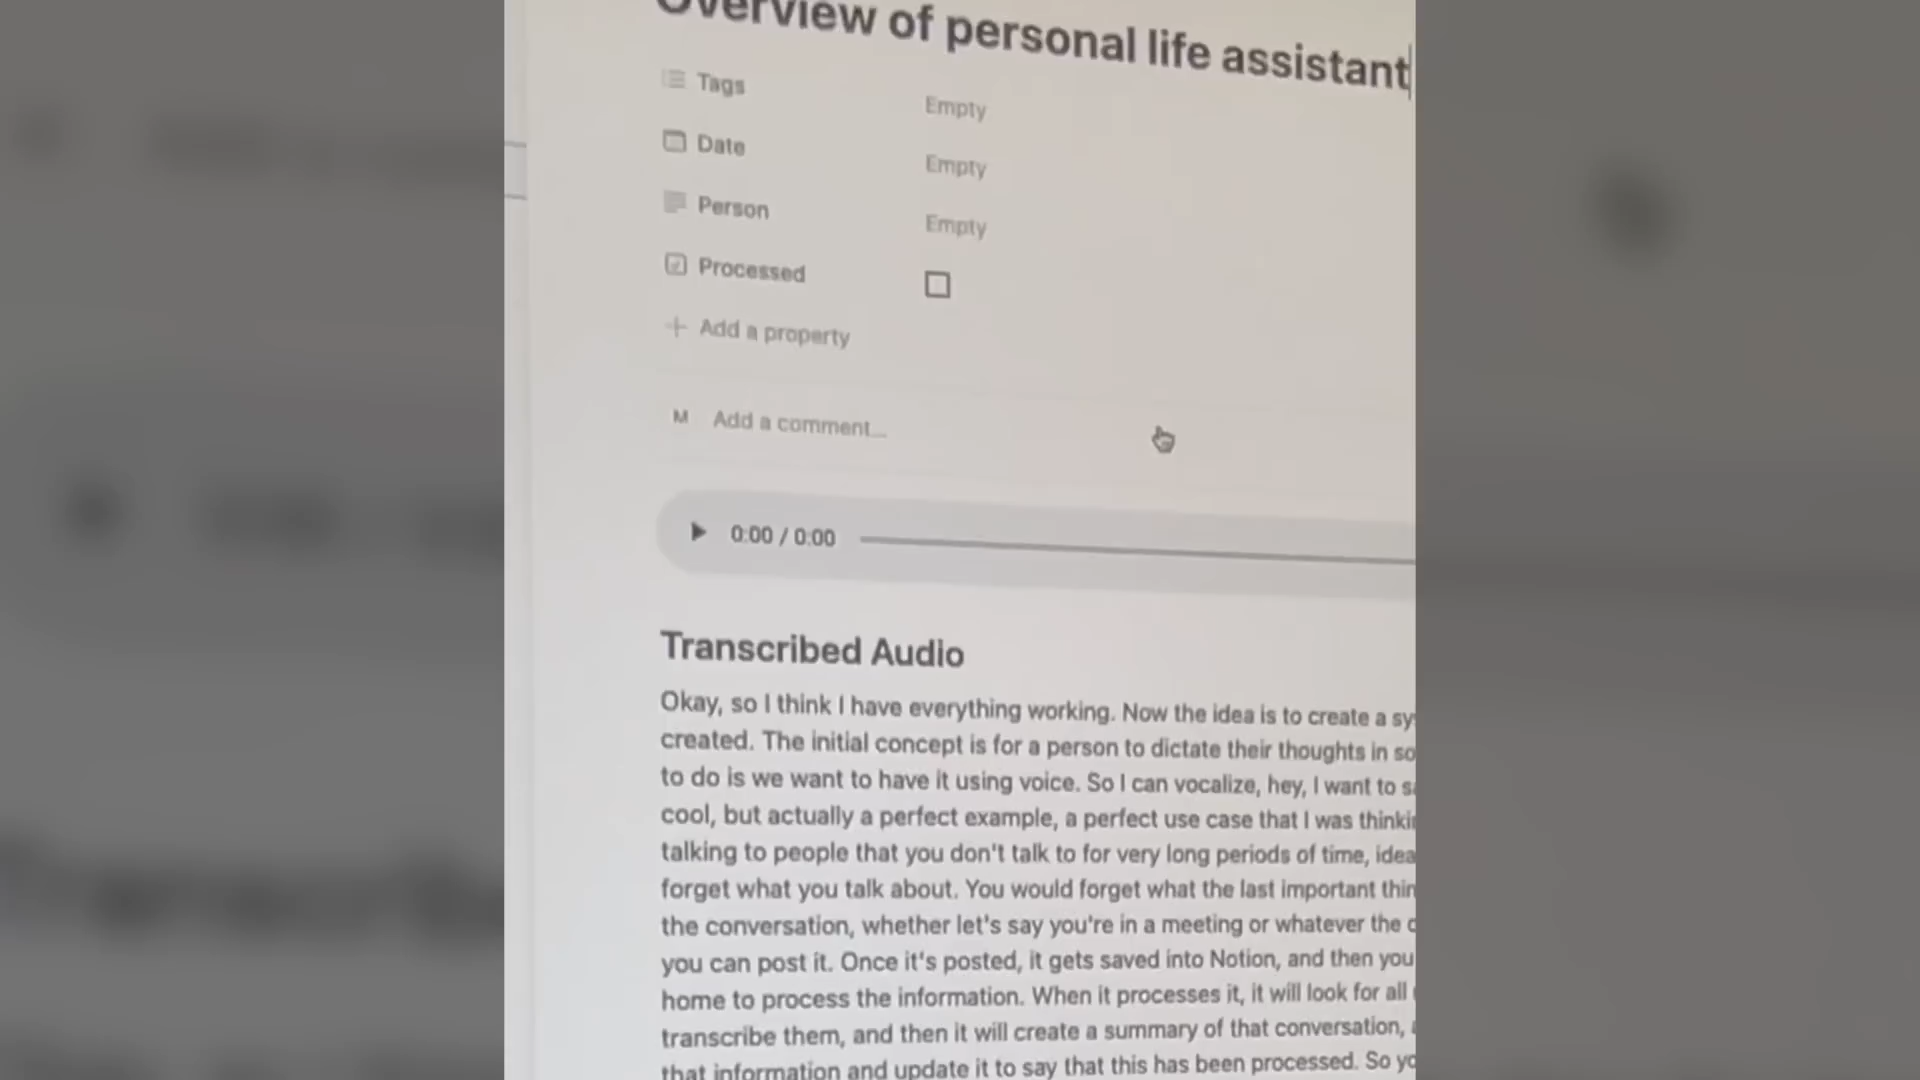 Overview of personal life assistant
Tags Empty
Date Empty
Person Empty
Processed
Add a property
M Add a comment...
0:00 / 0:00
Transcribed Audio
Okay, so I think I have everything working. Now the idea is to create a sy
created. The initial concept is for a person to dictate their thoughts in so
to do is we want to have it using voice. So I can vocalize, hey, I want to s
cool, but actually a perfect example, a perfect use case that I was thinkin
talking to people that you don't talk to for very long periods of time, idea
forget what you talk about. You would forget what the last important thin
the conversation, whether let's say you're in a meeting or whatever the
you can post it. Once it's posted, it gets saved into Notion, and then you
home to process the information. When it processes it, it will look for all
transcribe them, and then it will create a summary of that conversation,
that information and update it to say that this has been processed. So yo